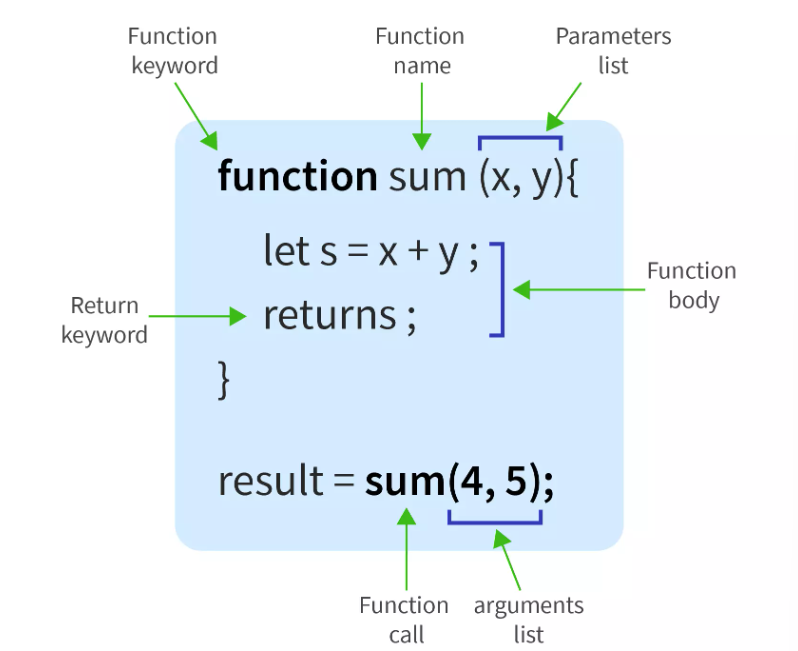 Function
keyword
Function
name
Parameters
list
function sum (x, y){
let s = x + y ;
returns ;
}
Return
keyword
Function
body
result = sum(4, 5);
Function
call
arguments
list